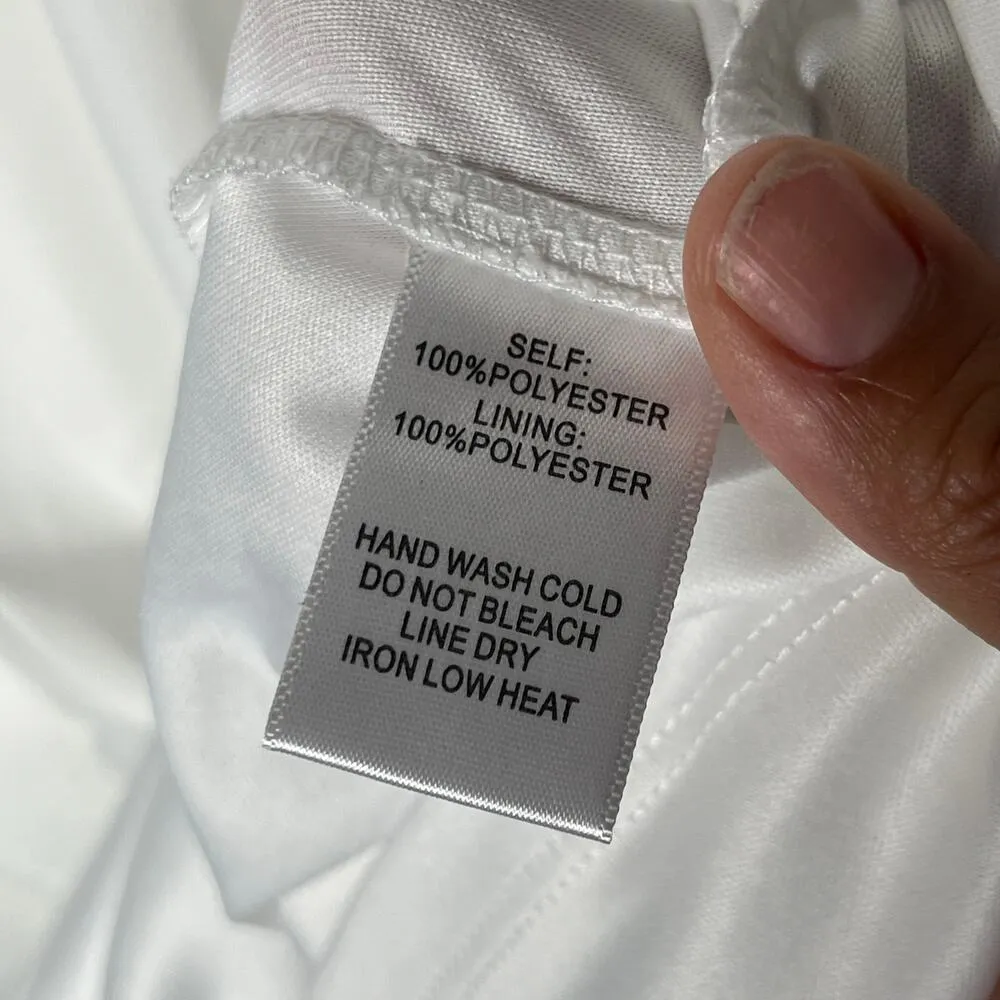 SELF:
100%POLYESTER
LINING:
100%POLYESTER
HAND WASH COLD
DO NOT BLEACH
LINE DRY
IRON LOW HEAT